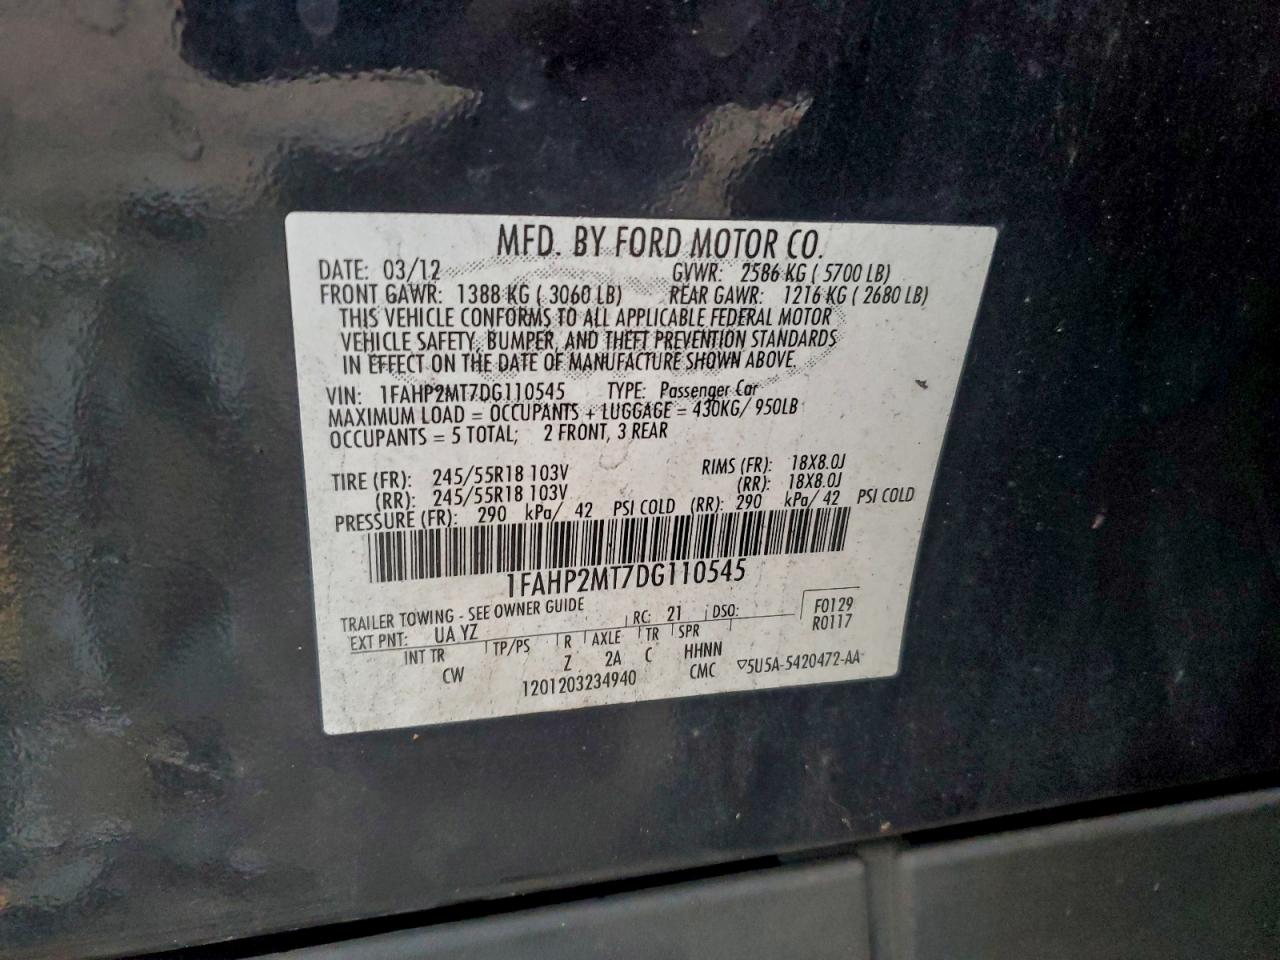 MFD. BY FORD MOTOR CO.
DATE: 03/12 GVWR: 2586 KG ( 5700 LB)
FRONT GAWR: 1388 KG ( 3060 LB) REAR GAWR: 1216 KG ( 2680 LB)
THIS VEHICLE CONFORMS TO ALL APPLICABLE FEDERAL MOTOR
VEHICLE SAFETY, BUMPER, AND THEFT PREVENTION STANDARDS
IN EFFECT ON THE DATE OF MANUFACTURE SHOWN ABOVE.
VIN: 1FAHP2MT7DG110545 TYPE: Passenger Car
MAXIMUM LOAD = OCCUPANTS + LUGGAGE = 430KG/ 950LB
OCCUPANTS = 5 TOTAL; 2 FRONT, 3 REAR
TIRE (FR): 245/55R18 103V RIMS (FR): 18X8.0J
(RR): 245/55R18 103V (RR): 18X8.0J
PRESSURE (FR): 290 kPa/ 42 PSI COLD (RR): 290 kPa/ 42 PSI COLD
1FAHP2MT7DG110545
TRAILER TOWING - SEE OWNER GUIDE F0129
EXT PNT: UA YZ RC: 21 DSO: R0117
INT TR TP/PS R AXLE TR SPR
CW Z 2A C HHNN
1201203234940 CMC ▽5U5A-5420472-AA